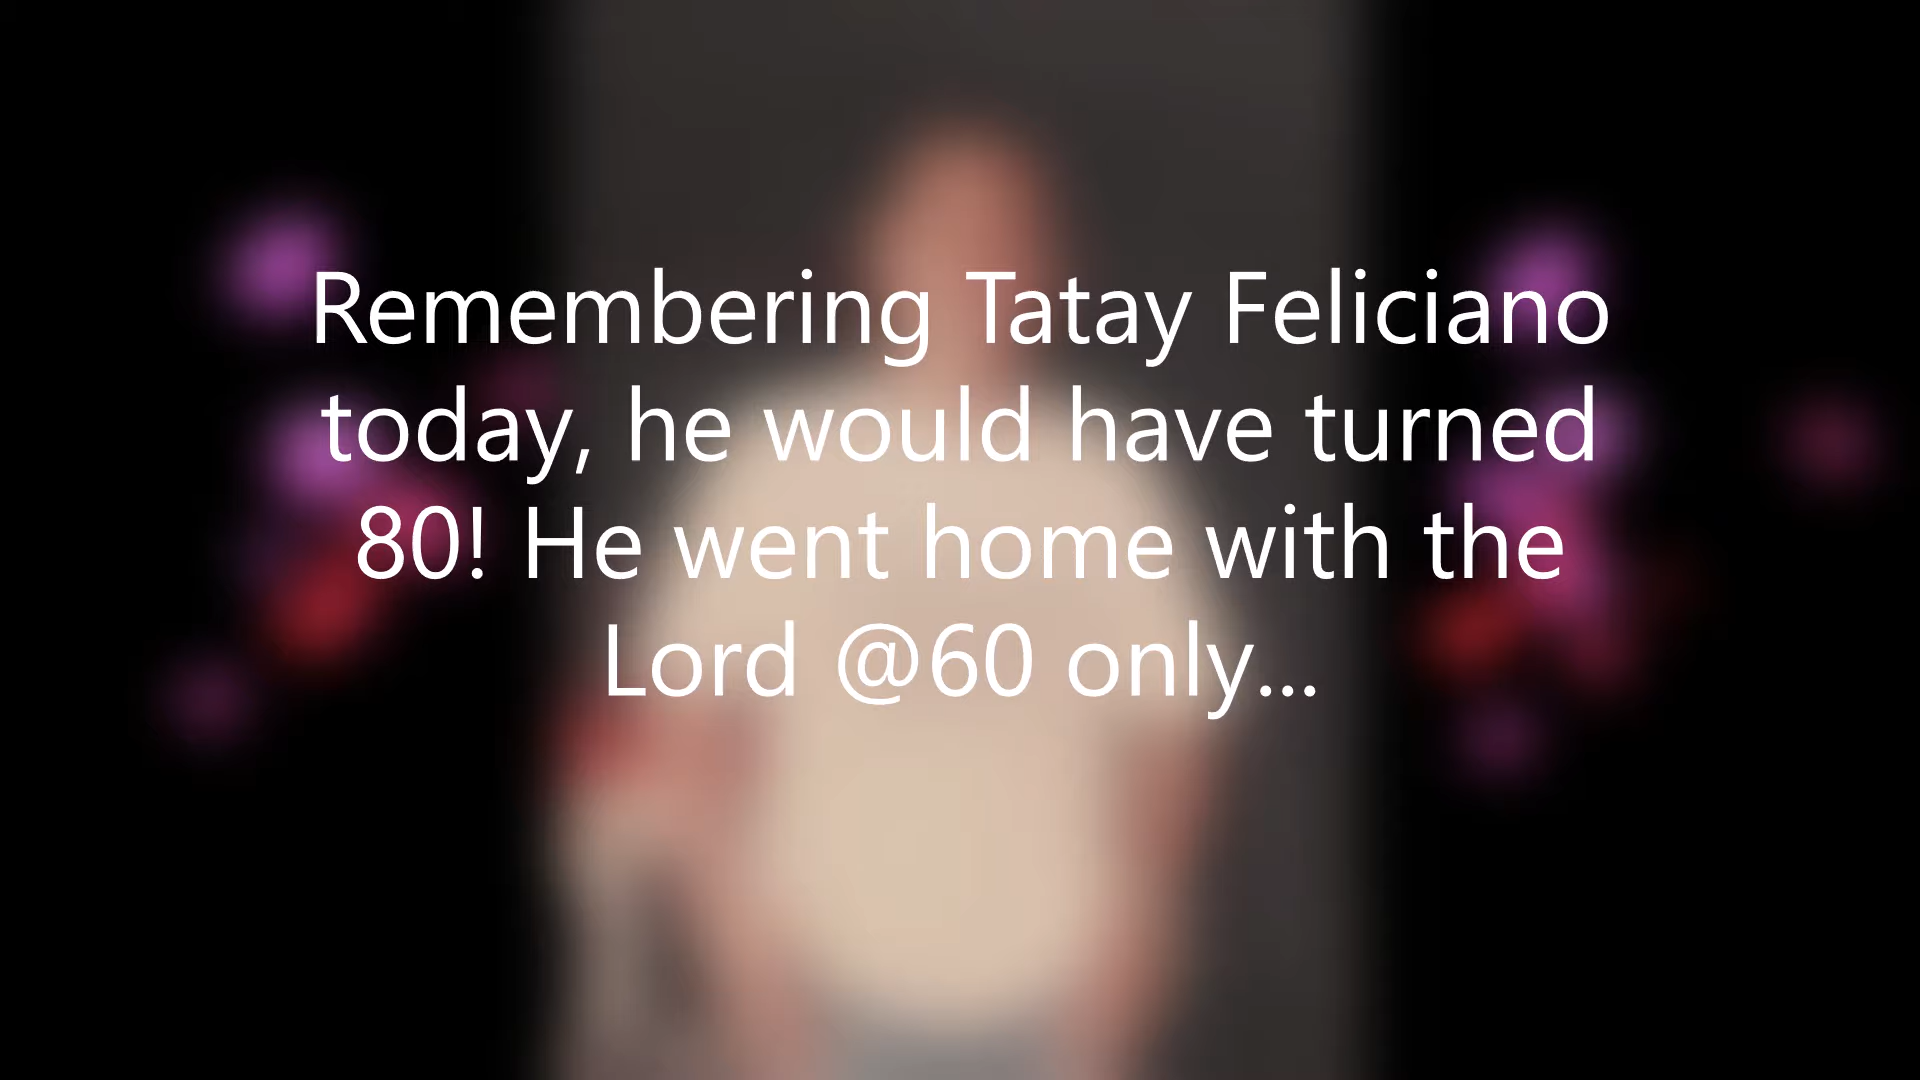 Remembering Tatay Feliciano
today, he would have turned
80! He went home with the
Lord @60 only...